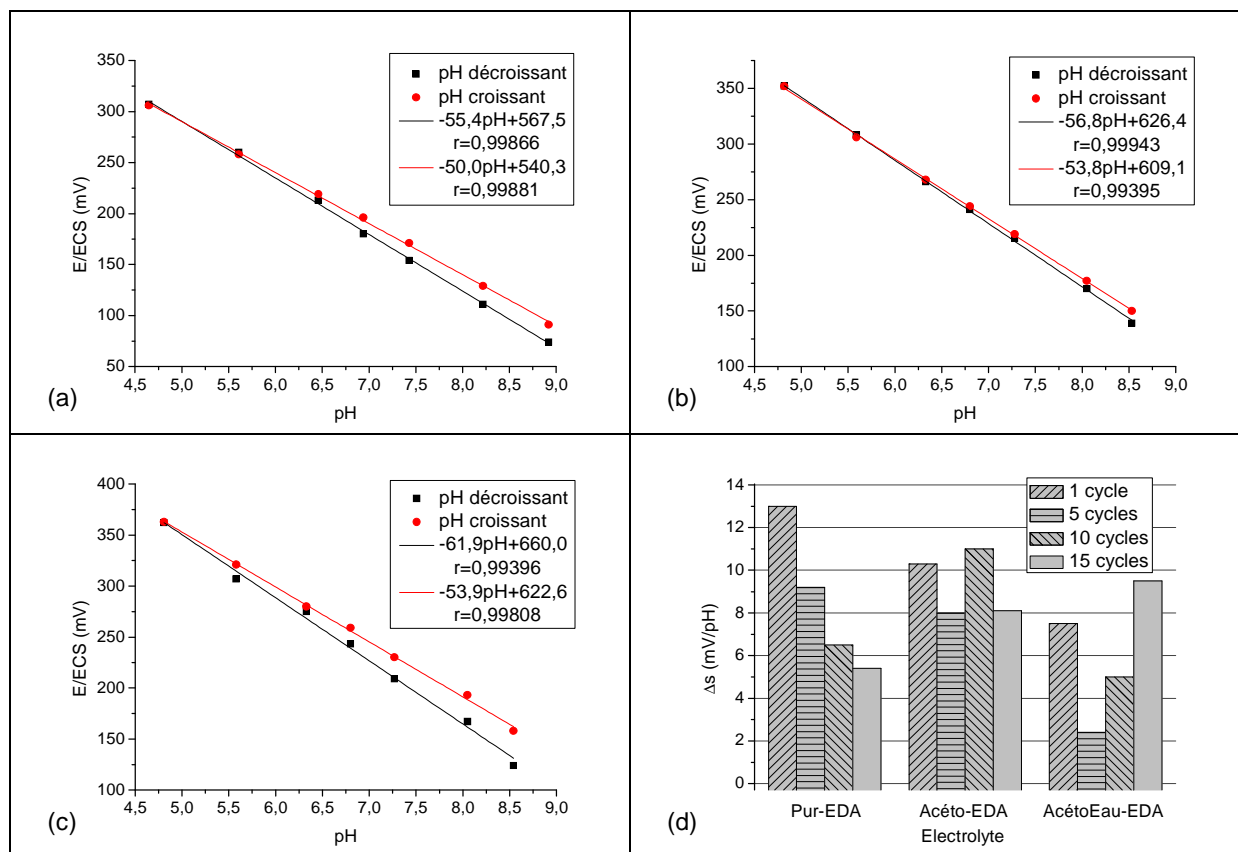 350
300
250
200
150
100
50
4,5 5,0 5,5 6,0 6,5 7,0 7,5 8,0 8,5 9,0
E/ECS (mV)
pH
pH décroissant
pH croissant
-55,4pH+567,5
r=0,99866
-50,0pH+540,3
r=0,99881
(a)
350
300
250
200
150
100
4,5 5,0 5,5 6,0 6,5 7,0 7,5 8,0 8,5 9,0
E/ECS (mV)
pH
pH décroissant
pH croissant
-56,8pH+626,4
r=0,99943
-53,8pH+609,1
r=0,99395
(b)
400
350
300
250
200
150
100
4,5 5,0 5,5 6,0 6,5 7,0 7,5 8,0 8,5 9,0
E/ECS (mV)
pH
pH décroissant
pH croissant
-61,9pH+660,0
r=0,99396
-53,9pH+622,6
r=0,99808
(c)
14
12
10
8
6
4
2
0
Δs (mV/pH)
1 cycle
5 cycles
10 cycles
15 cycles
Pur-EDA Acéto-EDA AcétoEau-EDA
Electrolyte
(d)